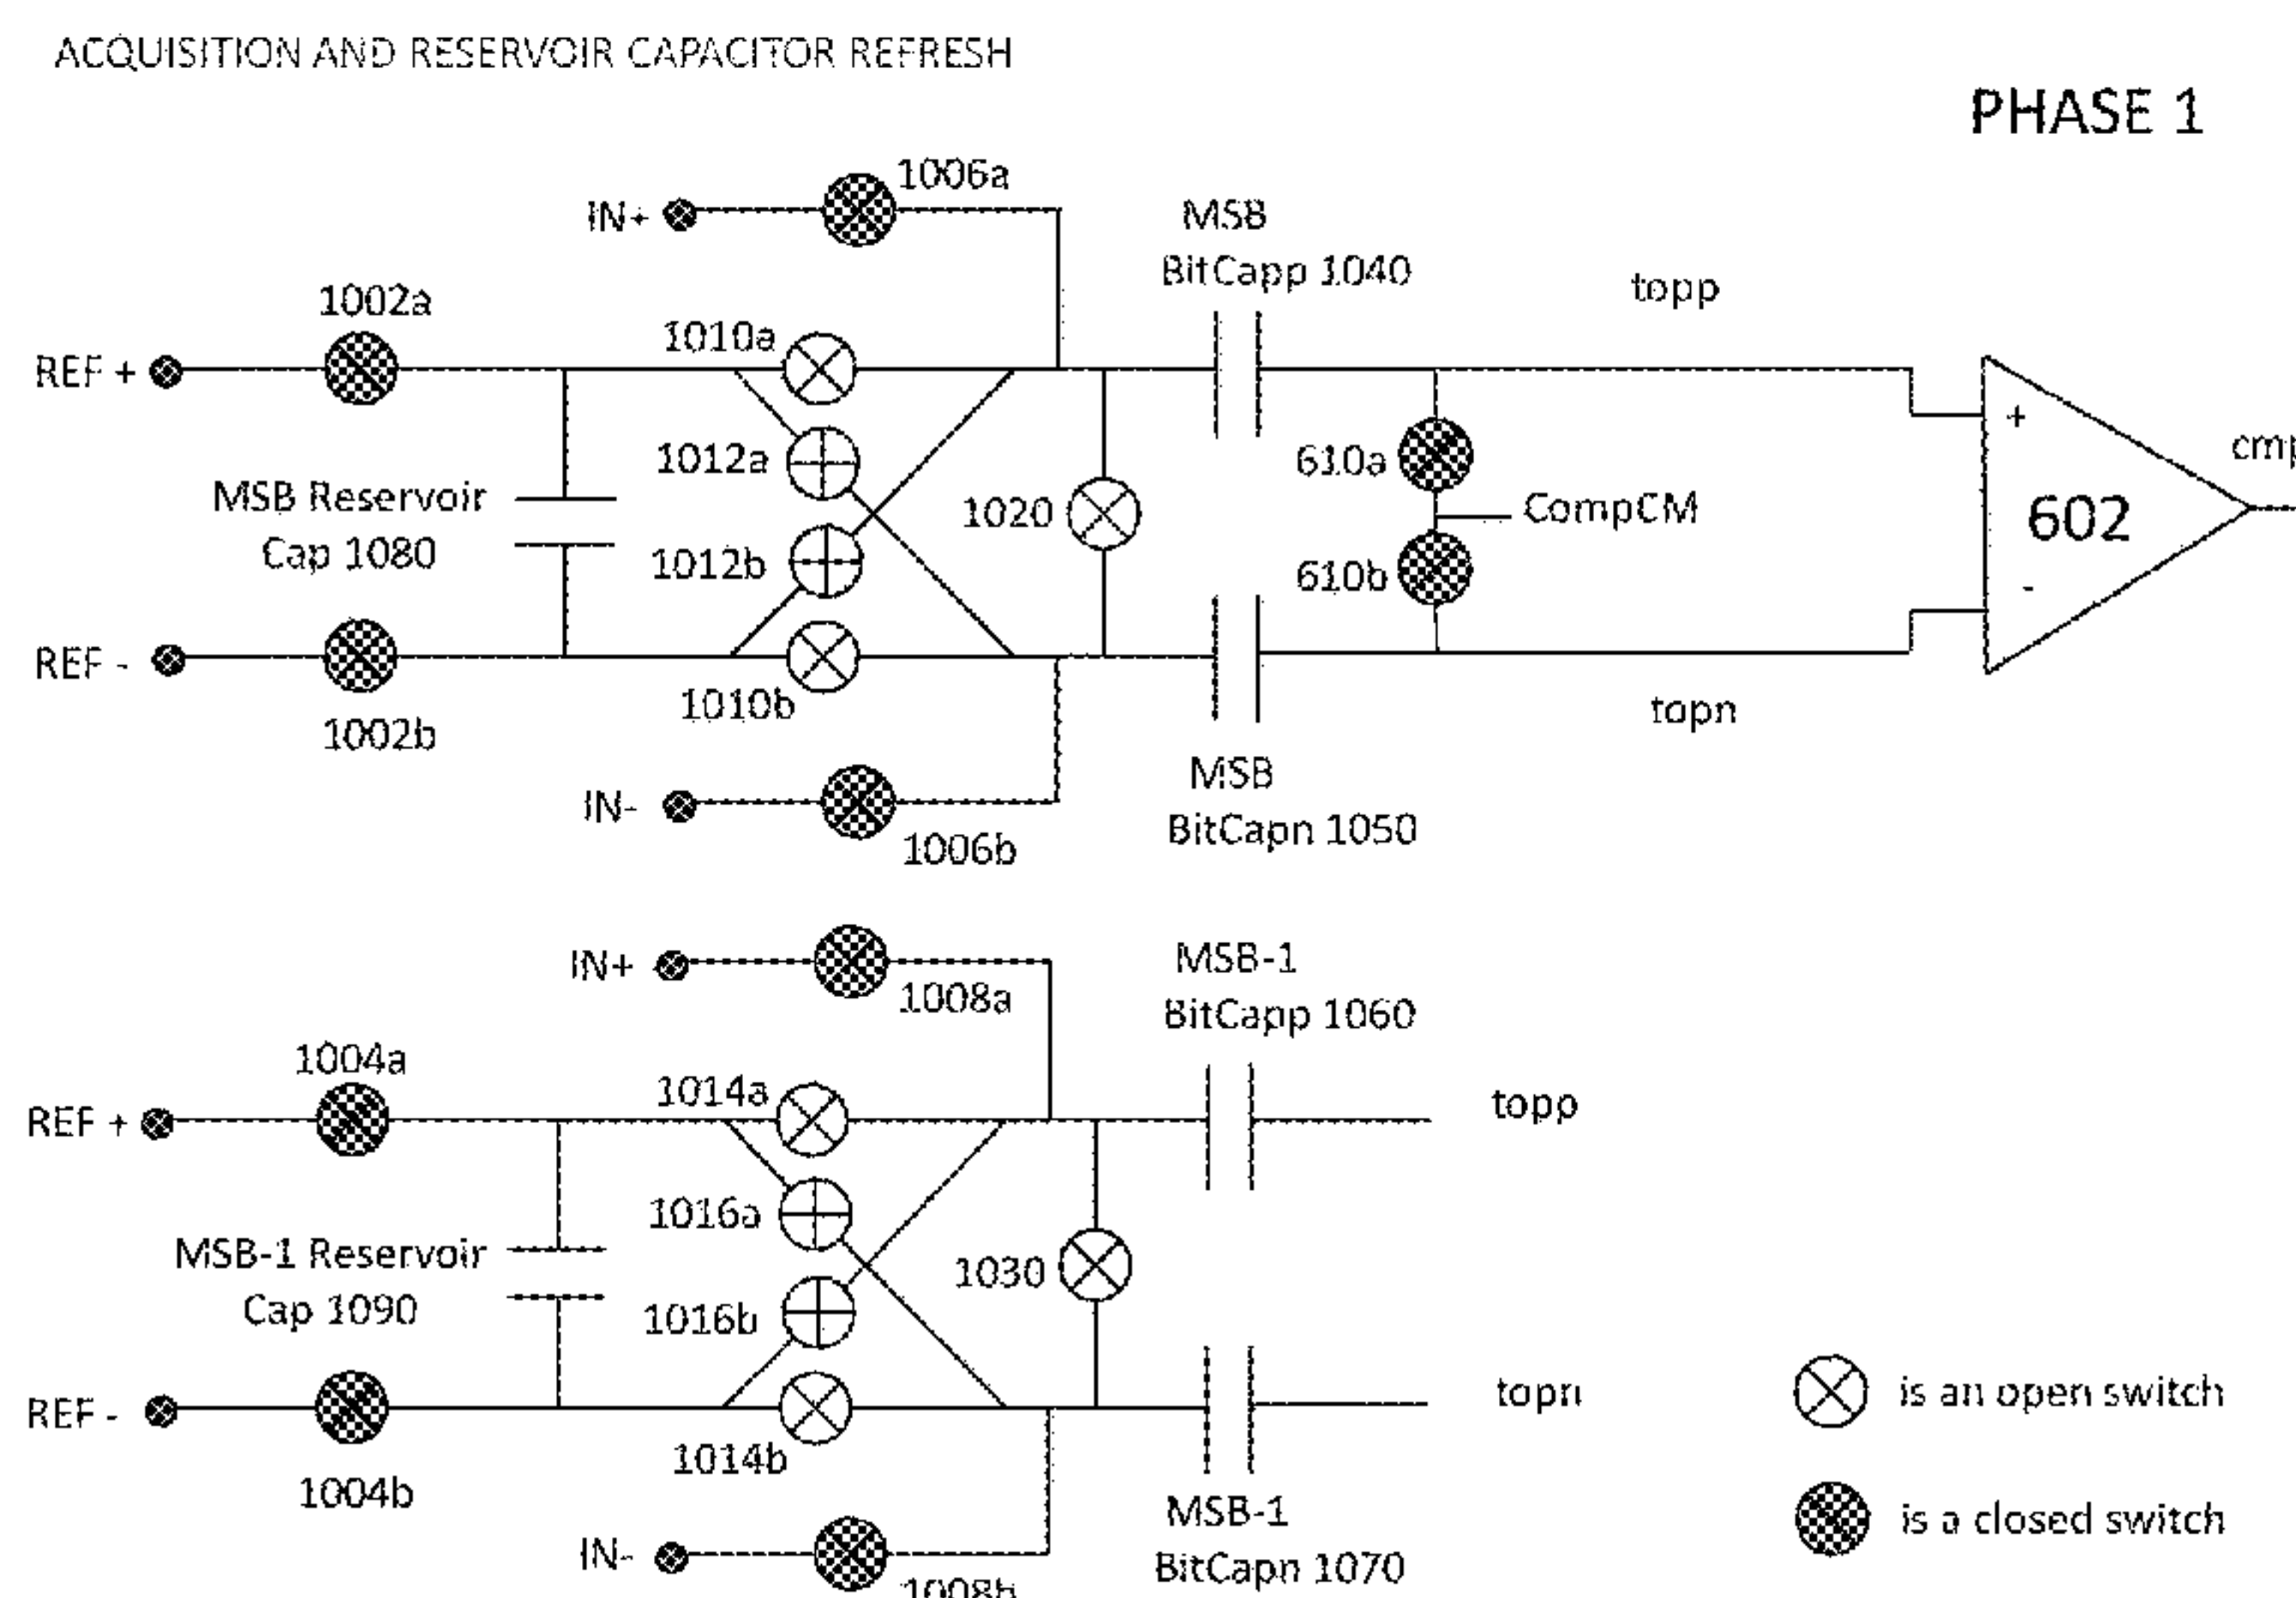 ACQUISITION AND RESERVOIR CAPACITOR REFRESH
PHASE 1
1006a
IN+
MSB
BitCapp 1040
topp
1002a
1010a
REF +
+
1012a
610a
cmp
MSB Reservoir
Cap 1080
1020
CompCM
602
1012b
610b
-
REF -
1010b
topn
1002b
MSB
BitCapn 1050
IN-
1006b
IN+
1008a
MSB-1
BitCapp 1060
1004a
1014a
REF +
topp
1016a
MSB-1 Reservoir
Cap 1090
1030
1016b
REF -
topn
is an open switch
1014b
1004b
MSB-1
BitCapn 1070
is a closed switch
IN-
1008b